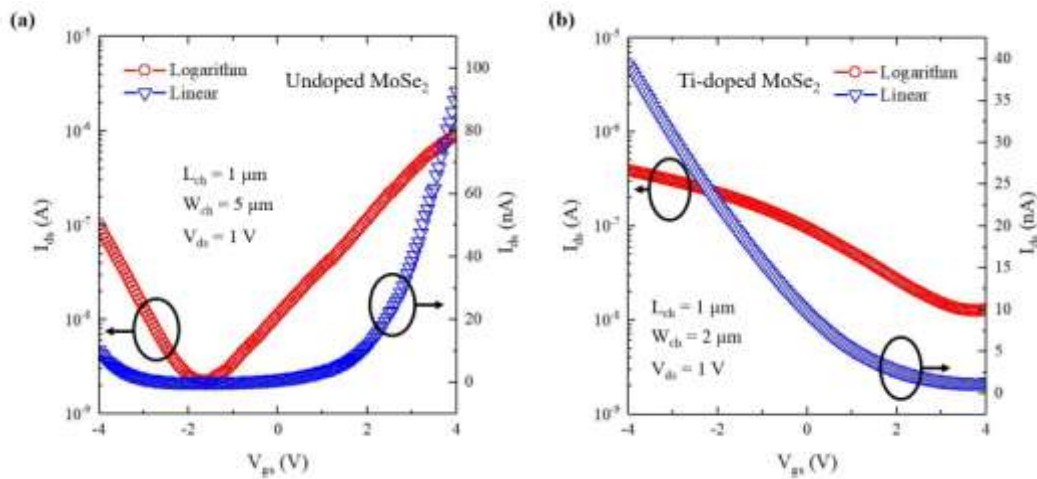 (a)
10⁻⁵
10⁻⁶
10⁻⁷
10⁻⁸
10⁻⁹
I_ds (A)
Logarithn
Linear
Undoped MoSe₂
L_ch = 1 µm
W_ch = 5 µm
V_ds = 1 V
100
80
60
40
20
0
I_ds (nA)
-4 -2 0 2 4
V_gs (V)
(b)
10⁻⁵
10⁻⁶
10⁻⁷
10⁻⁸
10⁻⁹
I_ds (A)
Ti-doped MoSe₂
Logarithn
Linear
L_ch = 1 µm
W_ch = 2 µm
V_ds = 1 V
40
35
30
25
20
15
10
5
0
I_ds (nA)
-4 -2 0 2 4
V_gs (V)